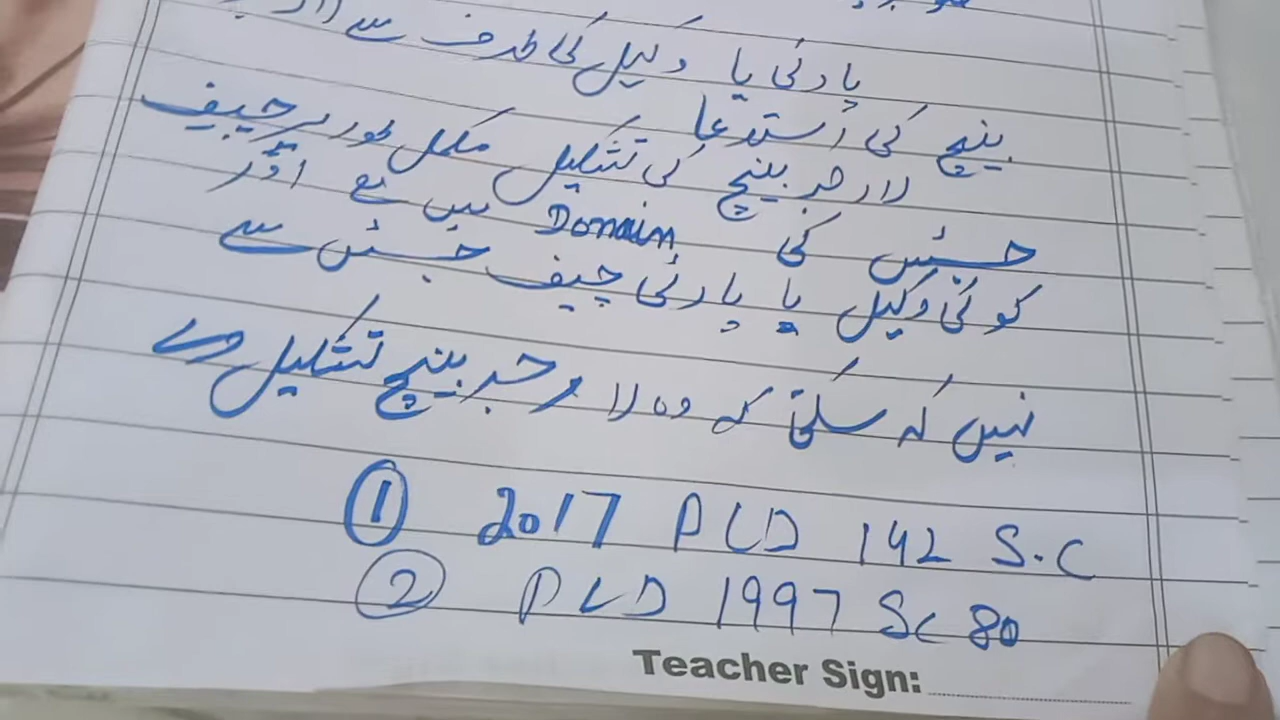 پارٹی یا وکیل کی طرف سے
بینچ کی استدعا
لارجر بینچ کی تشکیل مکمل طور پر چیف
جسٹس کی Domain میں ہے اور
کوئی وکیل یا پارٹی چیف جسٹس سے
نہیں کہ سکتی کہ وہ لارجر بینچ تشکیل دے
① 2017 PLD 142 S.C
② PLD 1997 SC 80
Teacher Sign: